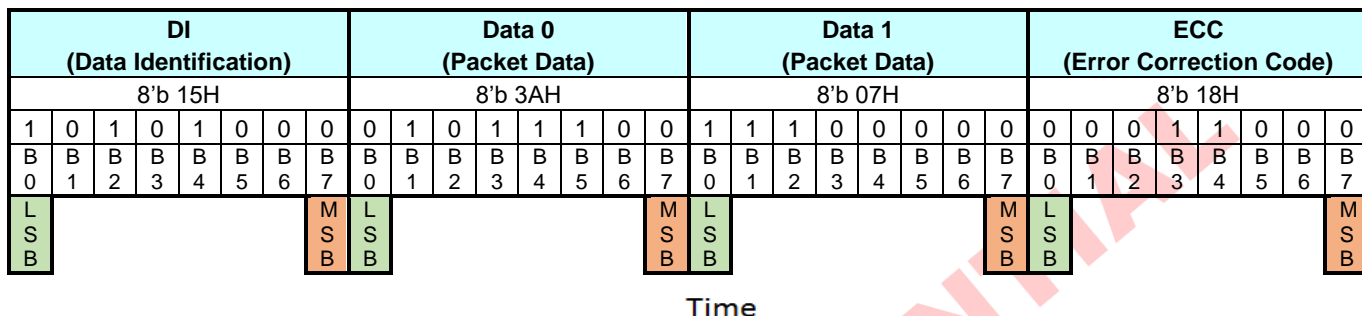 DI Data 0 Data 1 ECC
(Data Identification) (Packet Data) (Packet Data) (Error Correction Code)
8'b 15H 8'b 3AH 8'b 07H 8'b 18H
1 0 1 0 1 0 0 0 0 1 0 1 1 1 0 0 1 1 1 0 0 0 0 0 0 0 0 1 1 0 0 0
B B B B B B B B B B B B B B B B B B B B B B B B B B B B B B B B
0 1 2 3 4 5 6 7 0 1 2 3 4 5 6 7 0 1 2 3 4 5 6 7 0 1 2 3 4 5 6 7
L M L M L M L M
S S S S S S S S
B B B B B B B B
Time
NTIAL